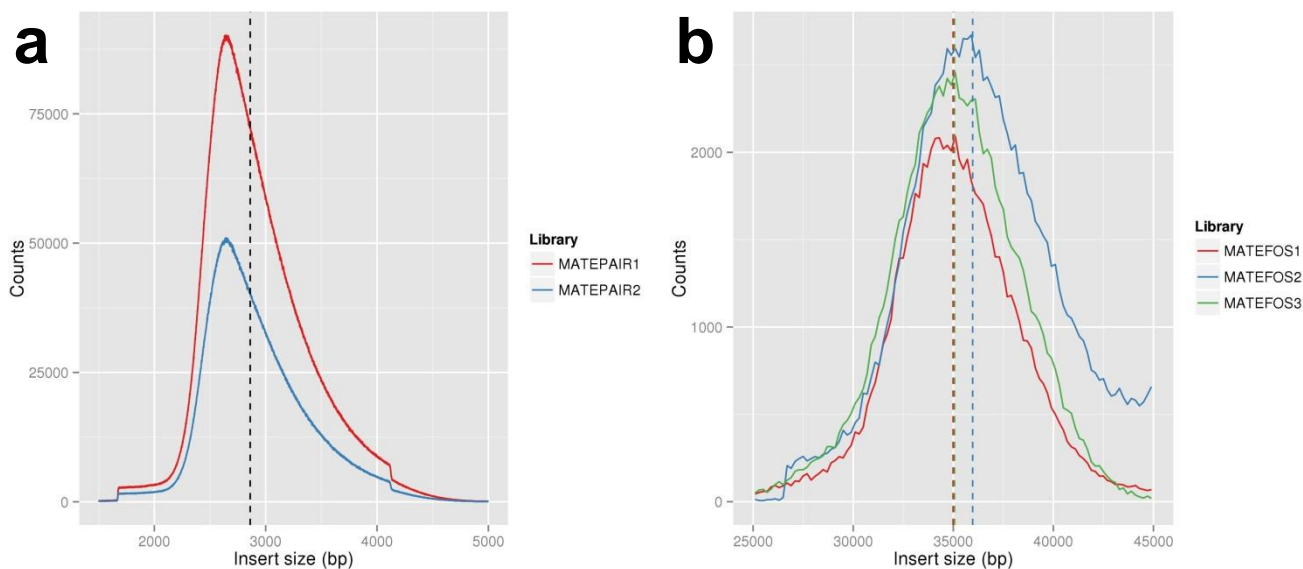 a
75000
50000
25000
0
2000
3000
4000
5000
Insert size (bp)
Counts
Library
MATEPAIR1
MATEPAIR2
b
2000
1000
0
25000
30000
35000
40000
45000
Insert size (bp)
Counts
Library
MATEFOS1
MATEFOS2
MATEFOS3